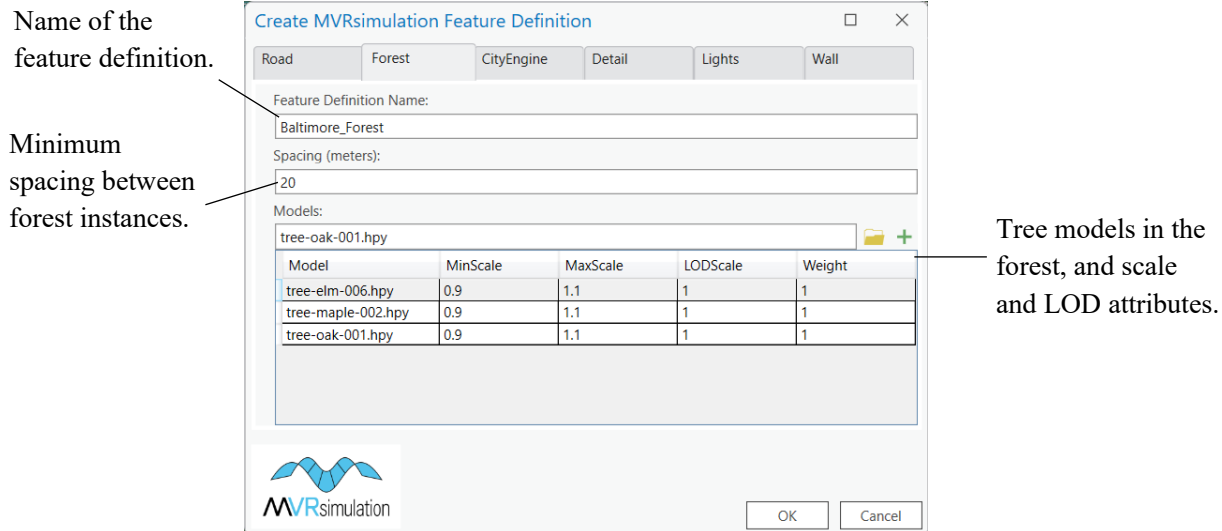 Name of the
feature definition.
Minimum
spacing between
forest instances.
Create MVRsimulation Feature Definition
Road Forest CityEngine Detail Lights Wall
Feature Definition Name:
Baltimore_Forest
Spacing (meters):
20
Models:
tree-oak-001.hpy
Model MinScale MaxScale LODScale Weight
tree-elm-006.hpy 0.9 1.1 1 1
tree-maple-002.hpy 0.9 1.1 1 1
tree-oak-001.hpy 0.9 1.1 1 1
MVRsimulation
OK Cancel
Tree models in the
forest, and scale
and LOD attributes.